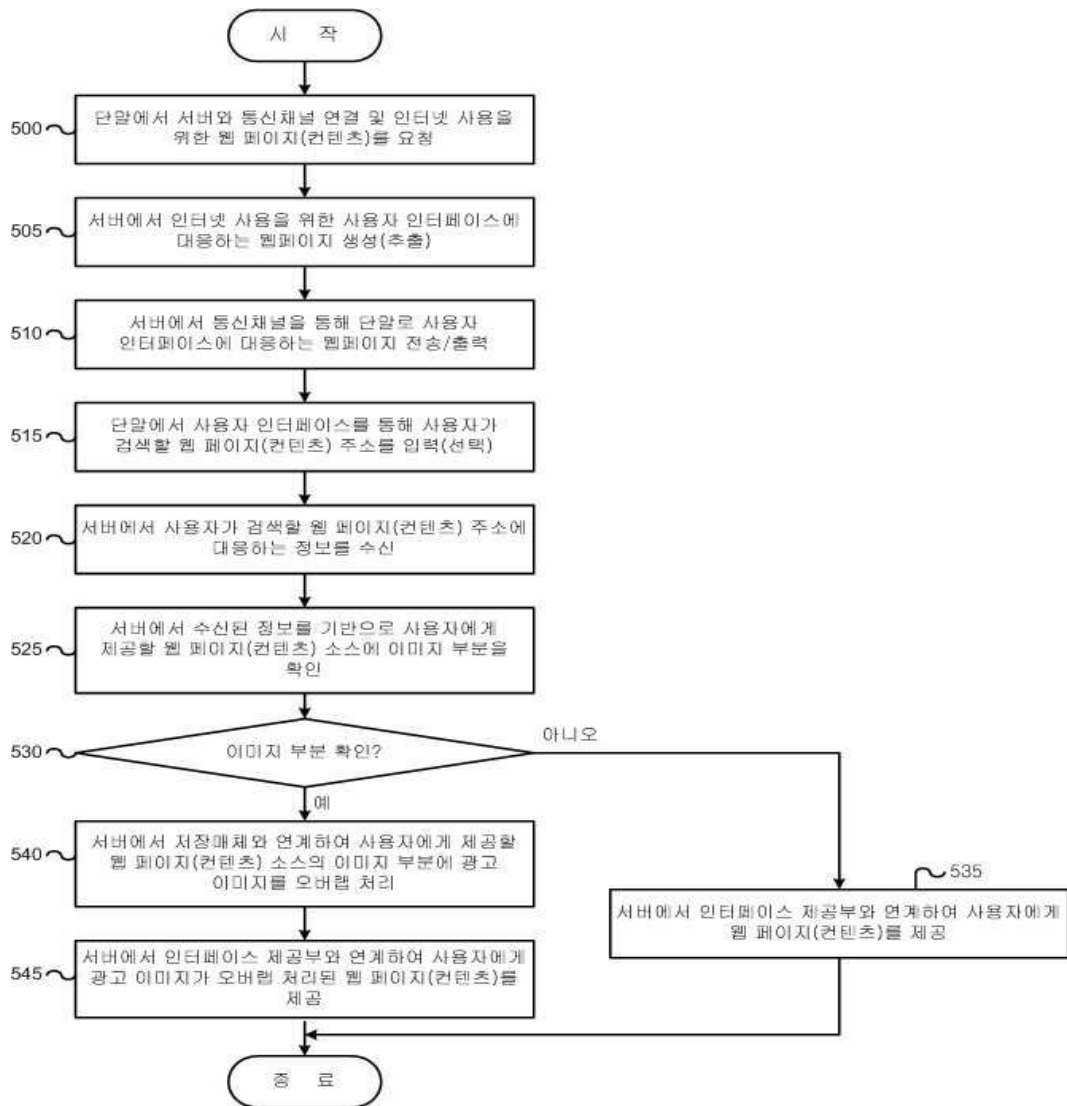 시 작
500
단말에서 서버와 통신채널 연결 및 인터넷 사용을
위한 웹 페이지(컨텐츠)를 요청
505
서버에서 인터넷 사용을 위한 사용자 인터페이스에
대응하는 웹페이지 생성(추출)
510
서버에서 통신채널을 통해 단말로 사용자
인터페이스에 대응하는 웹페이지 전송/출력
515
단말에서 사용자 인터페이스를 통해 사용자가
검색할 웹 페이지(컨텐츠) 주소를 입력(선택)
520
서버에서 사용자가 검색할 웹 페이지(컨텐츠) 주소에
대응하는 정보를 수신
525
서버에서 수신된 정보를 기반으로 사용자에게
제공할 웹 페이지(컨텐츠) 소스에 이미지 부분을
확인
530
이미지 부분 확인?
아니오
예
540
서버에서 저장매체와 연계하여 사용자에게 제공할
웹 페이지(컨텐츠) 소스의 이미지 부분에 광고
이미지를 오버랩 처리
535
서버에서 인터페이스 제공부와 연계하여 사용자에게
웹 페이지(컨텐츠)를 제공
545
서버에서 인터페이스 제공부와 연계하여 사용자에게
광고 이미지가 오버랩 처리된 웹 페이지(컨텐츠)를
제공
종 료